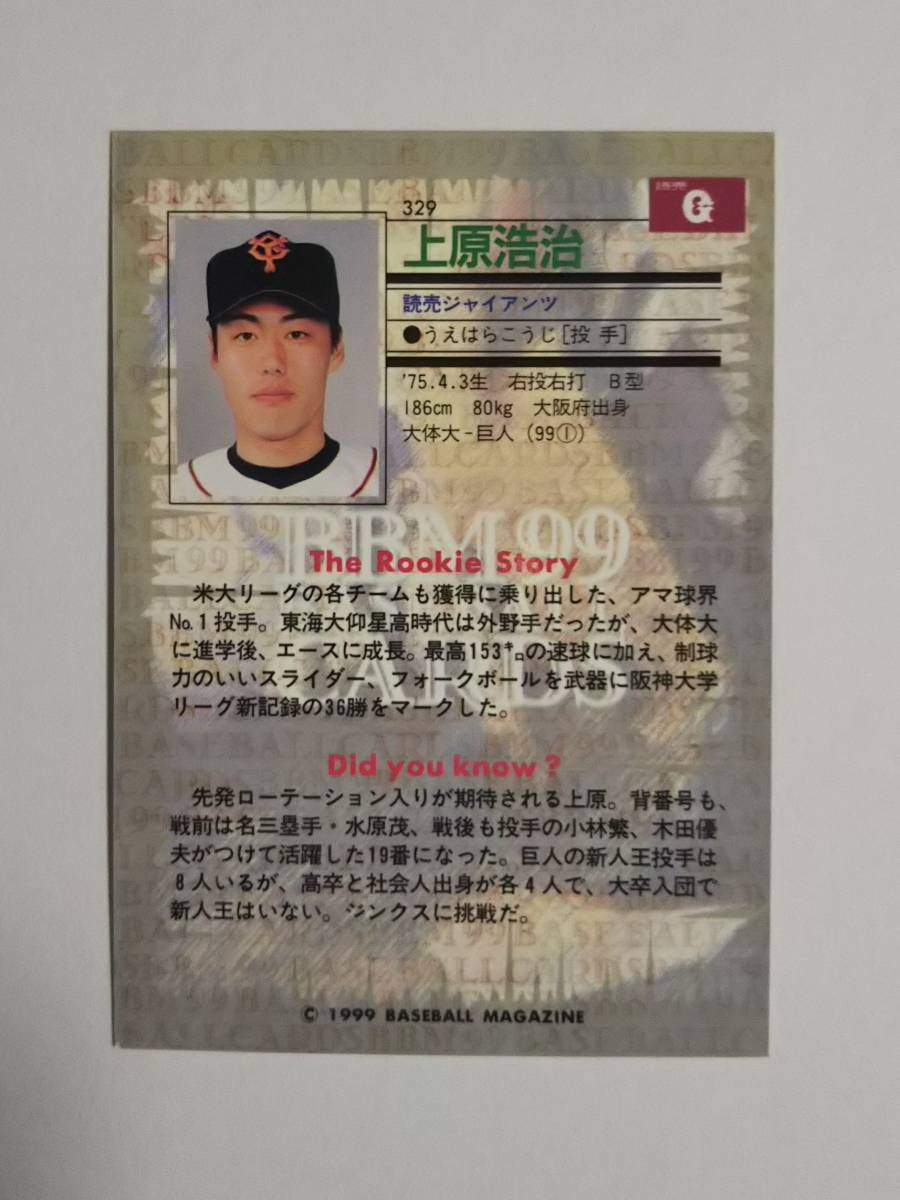 329
上原浩治
読売
G
読売ジャイアンツ
●うえはらこうじ[投 手]
'75.4.3生 右投右打 B型
186cm 80kg 大阪府出身
大体大-巨人(99①)
BBM 99
CARDS
The Rookie Story
米大リーグの各チームも獲得に乗り出した、アマ球界
No.1投手。東海大仰星高時代は外野手だったが、大体大
に進学後、エースに成長。最高153㌔の速球に加え、制球
力のいいスライダー、フォークボールを武器に阪神大学
リーグ新記録の36勝をマークした。
Did you know?
先発ローテーション入りが期待される上原。背番号も、
戦前は名三塁手・水原茂、戦後も投手の小林繁、木田優
夫がつけて活躍した19番になった。巨人の新人王投手は
8人いるが、高卒と社会人出身が各4人で、大卒入団で
新人王はいない。ジンクスに挑戦だ。
© 1999 BASEBALL MAGAZINE